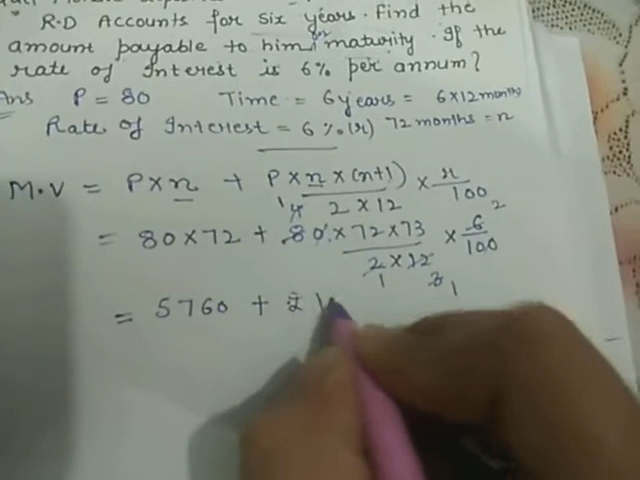 R.D Accounts for six years. Find the
amount payable to him on maturity. If the
rate of Interest is 6% per annum?
Ans P = 80 Time = 6 years = 6 x 12 months
Rate of Interest = 6% (r) 72 months = n
M.V = P x n + P x n x (n+1) / 2 x 12 x r / 100
= 80 x 72 + 80 x 72 x 73 / 2 x 12 x 6 / 100
= 5760 + 2